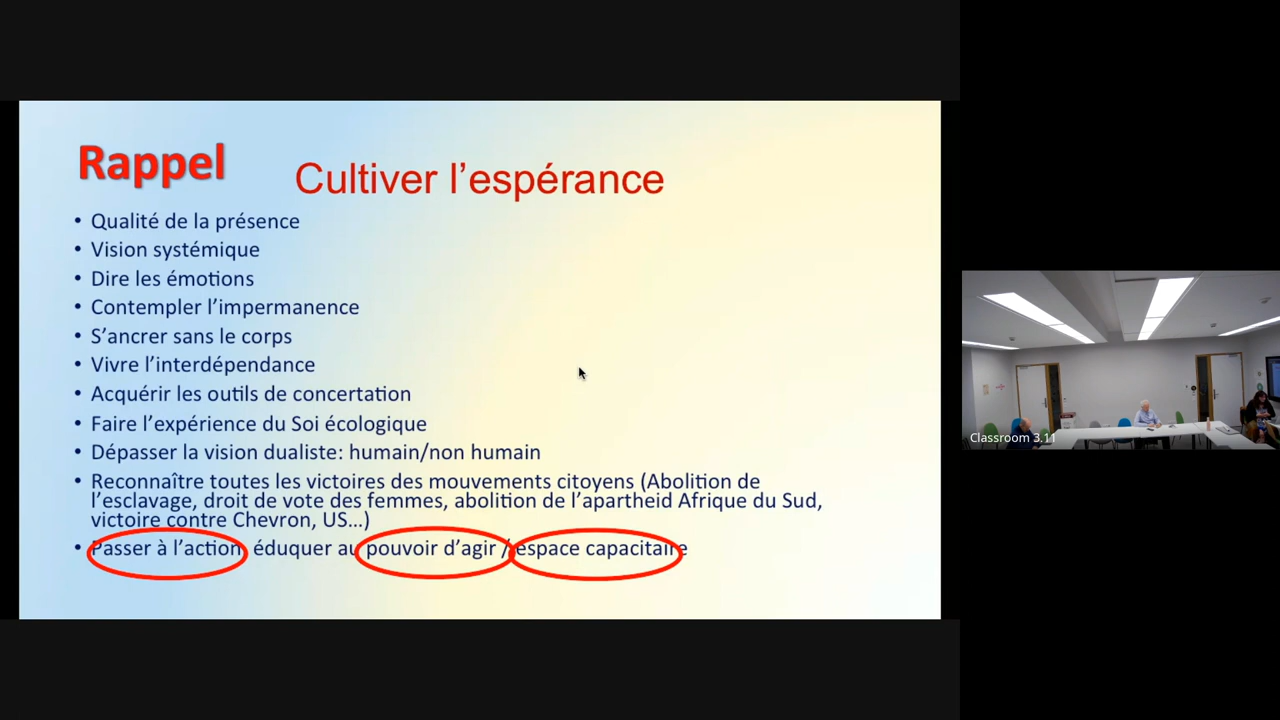 Rappel
Cultiver l’espérance
• Qualité de la présence
• Vision systémique
• Dire les émotions
• Contempler l’impermanence
• S’ancrer sans le corps
• Vivre l’interdépendance
• Acquérir les outils de concertation
• Faire l’expérience du Soi écologique
• Dépasser la vision dualiste: humain/non humain
• Reconnaître toutes les victoires des mouvements citoyens (Abolition de
l’esclavage, droit de vote des femmes, abolition de l’apartheid Afrique du Sud,
victoire contre Chevron, US…)
• Passer à l’action, éduquer au pouvoir d’agir / espace capacitaire
Classroom 3.11